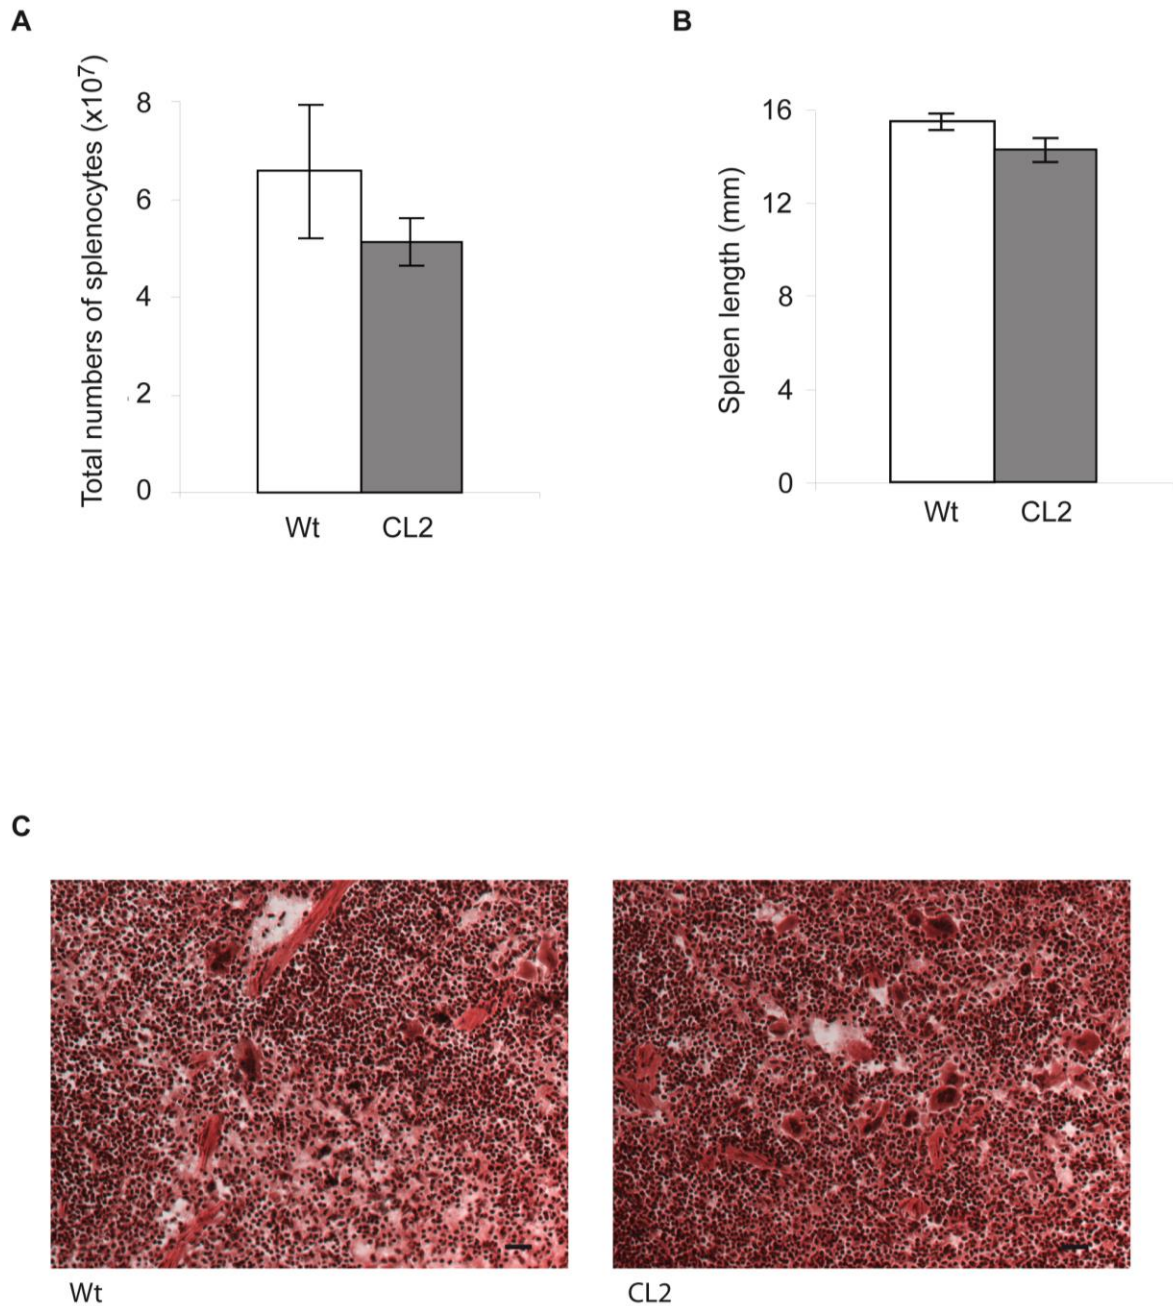 A
Total numbers of splenocytes (x10⁷)
8
6
4
2
0
Wt CL2
B
Spleen length (mm)
16
12
8
4
0
Wt CL2
C
Wt
CL2